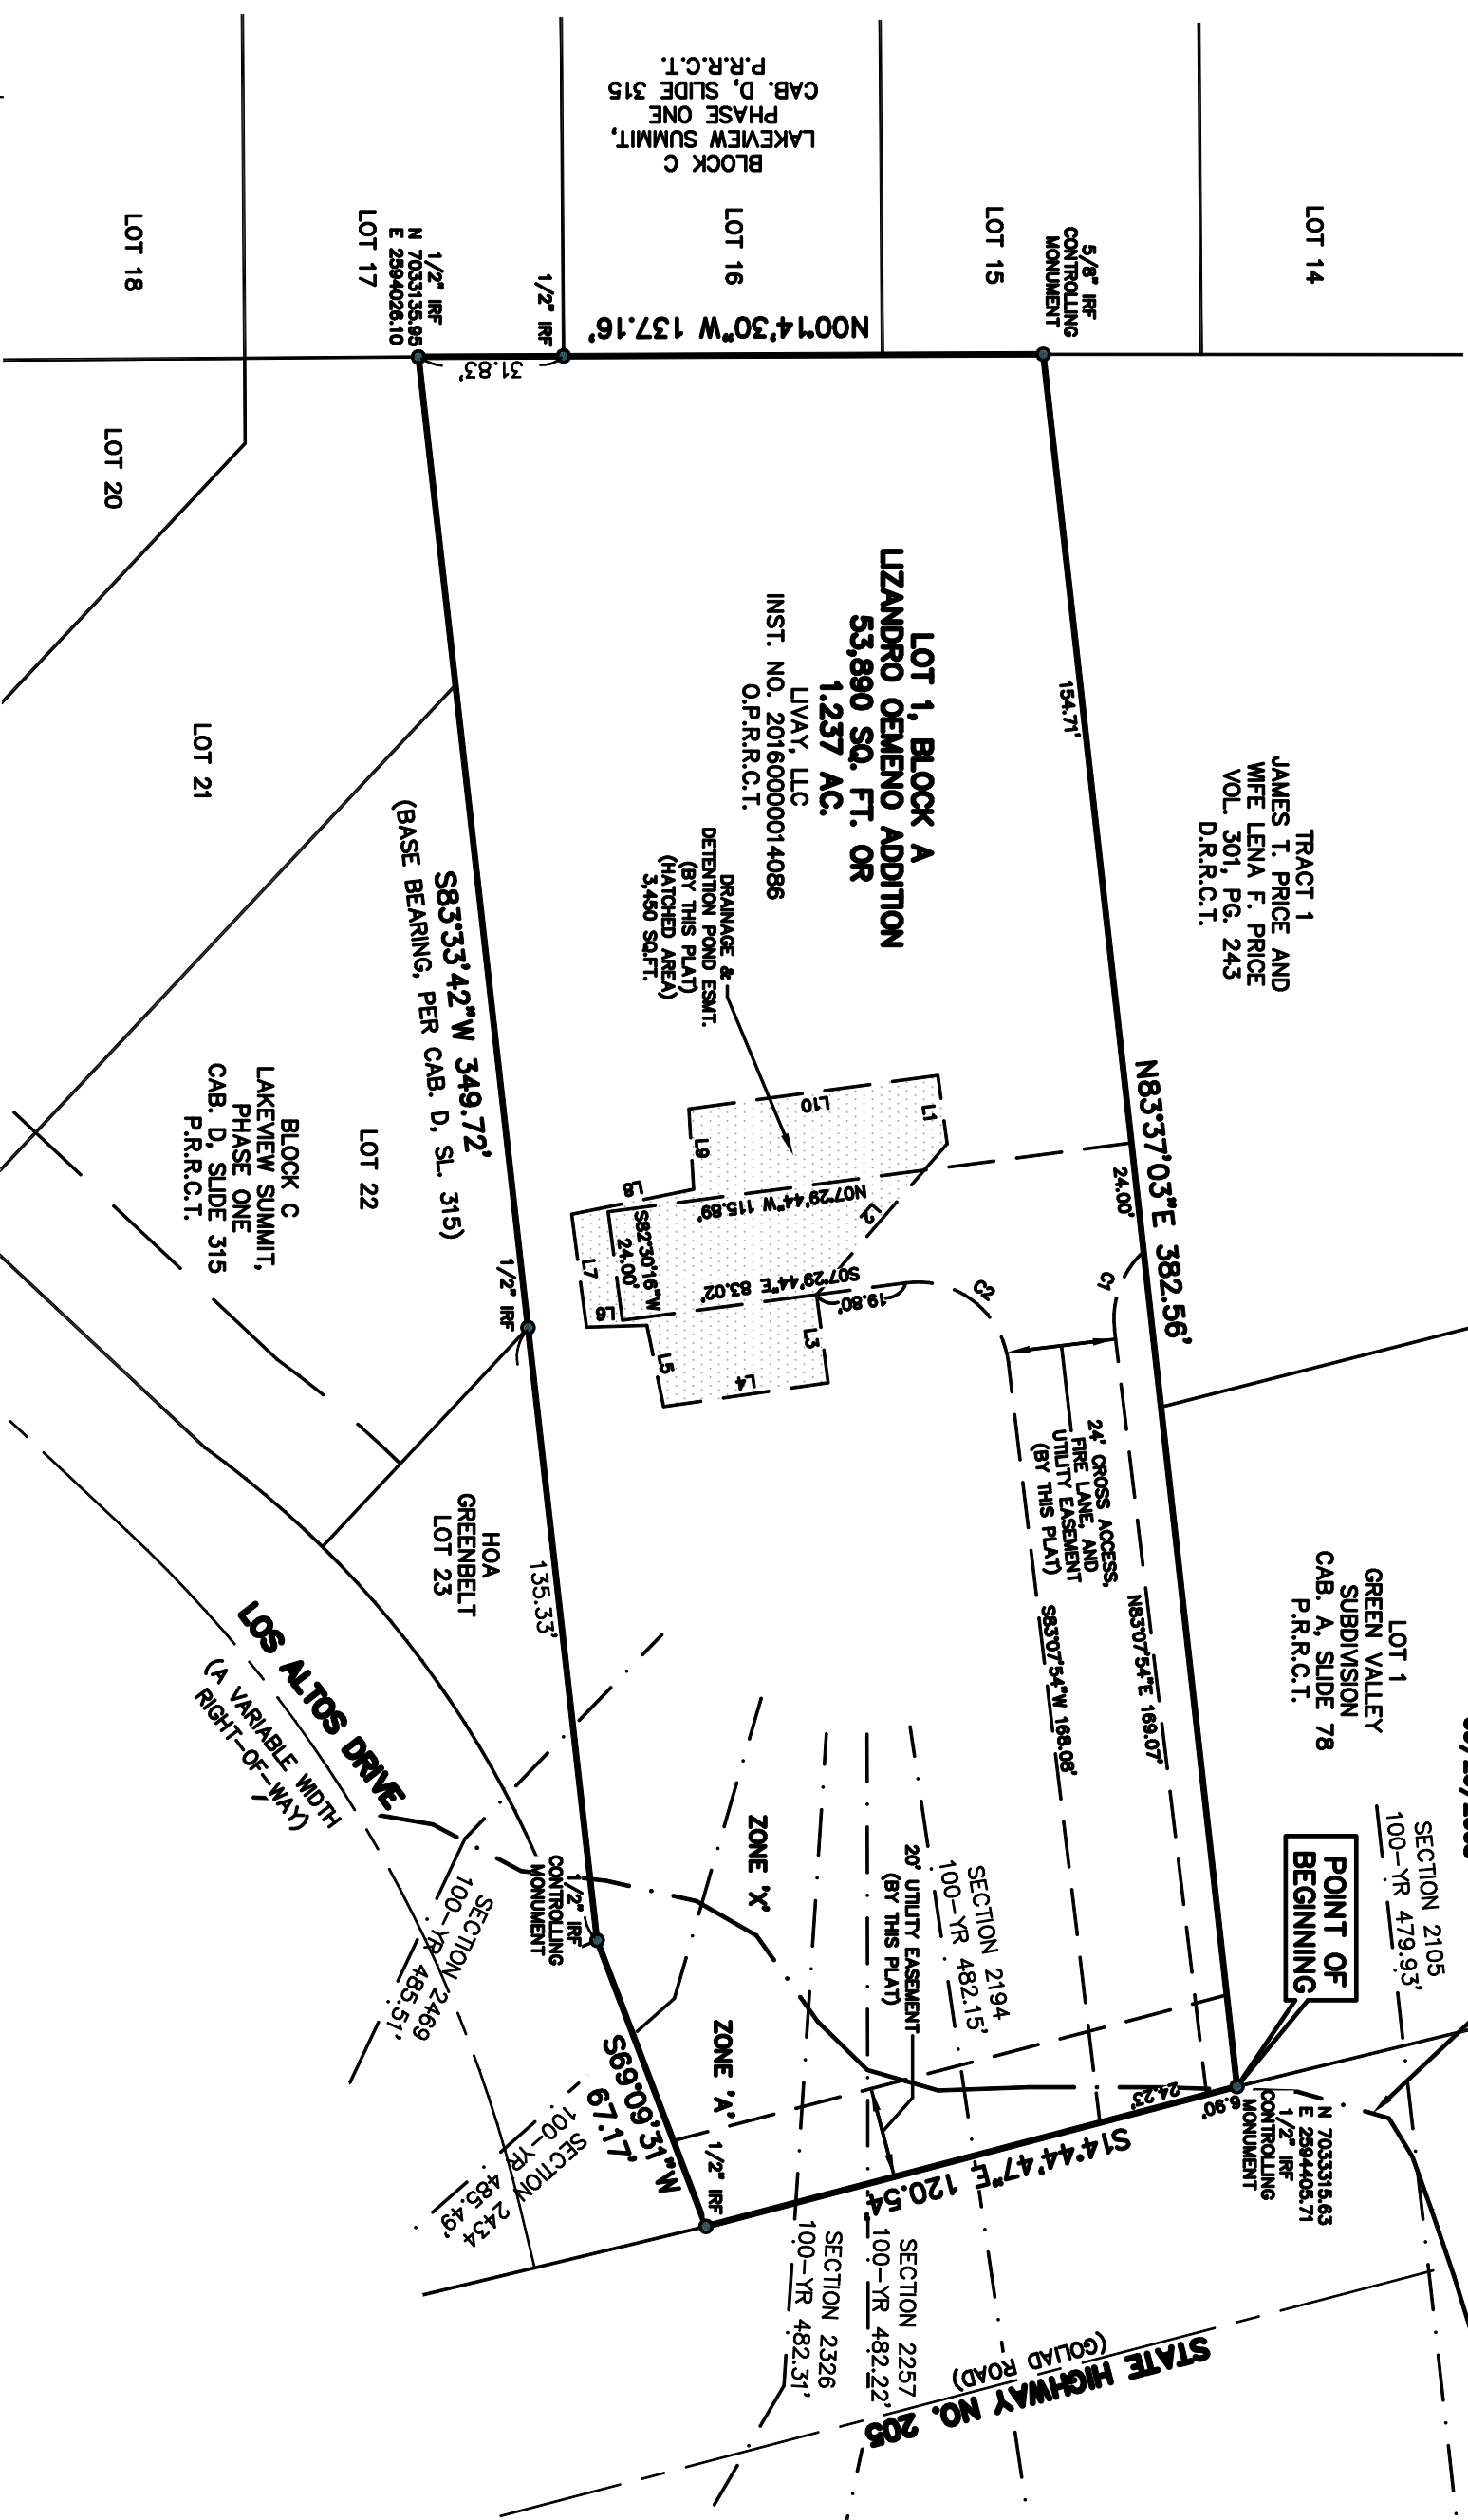 LOT 14
LOT 15
LOT 16
LOT 17
LOT 18
LOT 20
LOT 21
BLOCK C
LAKEVIEW SUMMIT,
PHASE ONE
CAB. D, SLIDE 315
P.R.R.C.T.
5/8" IRF
CONTROLLING
MONUMENT
N00°14'30"W 137.16'
1/2" IRF
31.83'
1/2" IRF
N 7033135.95
E 2594026.10
TRACT 1
JAMES T. PRICE AND
WIFE LENA F. PRICE
VOL. 301, PG. 243
D.R.R.C.T.
154.71'
N83°37'03"E 382.56'
24.00'
LOT 1, BLOCK A
LIZANDRO OEMENO ADDITION
53,890 SQ. FT. OR
1.237 AC.
LIVAY, LLC
INST. NO. 20160000014086
O.P.R.R.C.T.
DRAINAGE &
DETENTION POND ESMT.
(BY THIS PLAT)
(HATCHED AREA)
3,450 SQ.FT.
L1
L2
L3
L4
L5
L6
L7
L8
L9
L10
N07°29'44"W 115.89'
S07°29'44"E 83.02'
S82°30'16"W
24.00'
19.80'
C1
C2
24' CROSS ACCESS,
FIRE LANE, AND
UTILITY EASEMENT
(BY THIS PLAT)
N83°07'54"E 169.07'
S83°07'54"W 168.08'
S83°33'42"W 349.72'
(BASE BEARING, PER CAB. D, SL. 315)
1/2" IRF
135.33'
LOT 22
BLOCK C
LAKEVIEW SUMMIT,
PHASE ONE
CAB. D, SLIDE 315
P.R.R.C.T.
HOA
GREENBELT
LOT 23
LOS ALTOS DRIVE
(A VARIABLE WIDTH
RIGHT-OF-WAY)
LOT 1
GREEN VALLEY
SUBDIVISION
CAB. A, SLIDE 78
P.R.R.C.T.
SECTION 2105
100-YR 479.93'
POINT OF
BEGINNING
N 7033315.63
E 2594405.71
1/2" IRF
CONTROLLING
MONUMENT
6.90'
24.23'
SECTION 2194
100-YR 482.15'
20' UTILITY EASEMENT
(BY THIS PLAT)
ZONE 'X'
ZONE 'A'
1/2" IRF
CONTROLLING
MONUMENT
SECTION 2469
100-YR 485.51'
S69°09'31"W
67.17'
SECTION 2434
100-YR 485.49'
1/2" IRF
S14°44'47"E 120.54'
SECTION 2257
100-YR 482.22'
SECTION 2326
100-YR 482.31'
STATE HIGHWAY NO. 205
(GOLIAD ROAD)